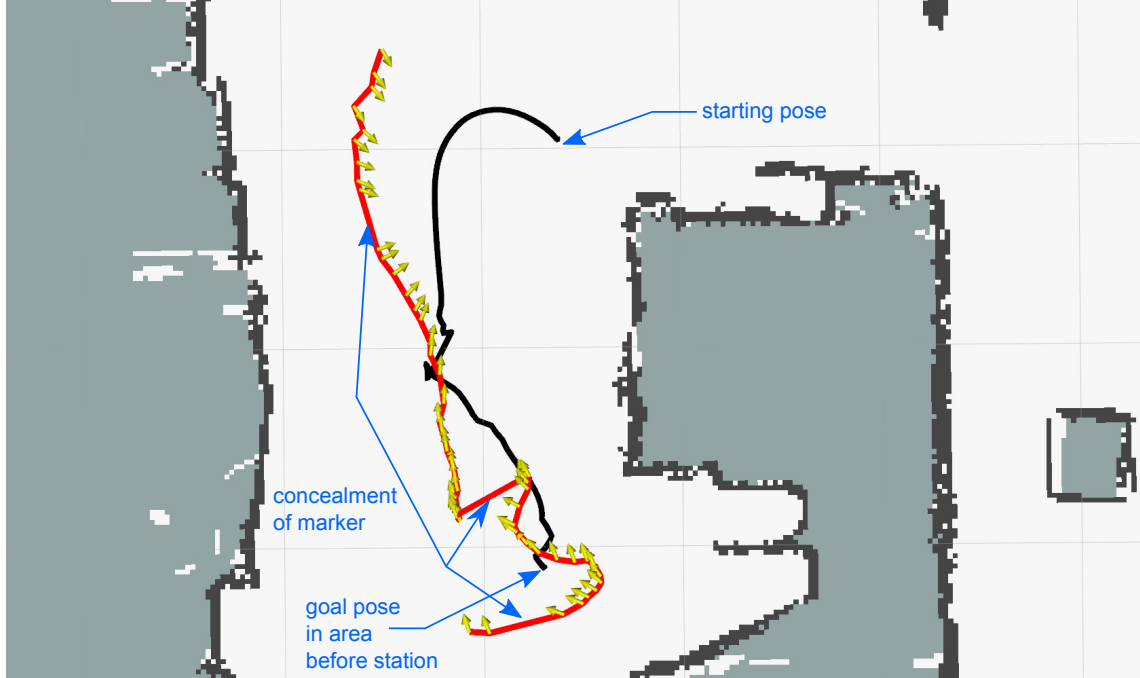 starting pose
concealment
of marker
goal pose
in area
before station